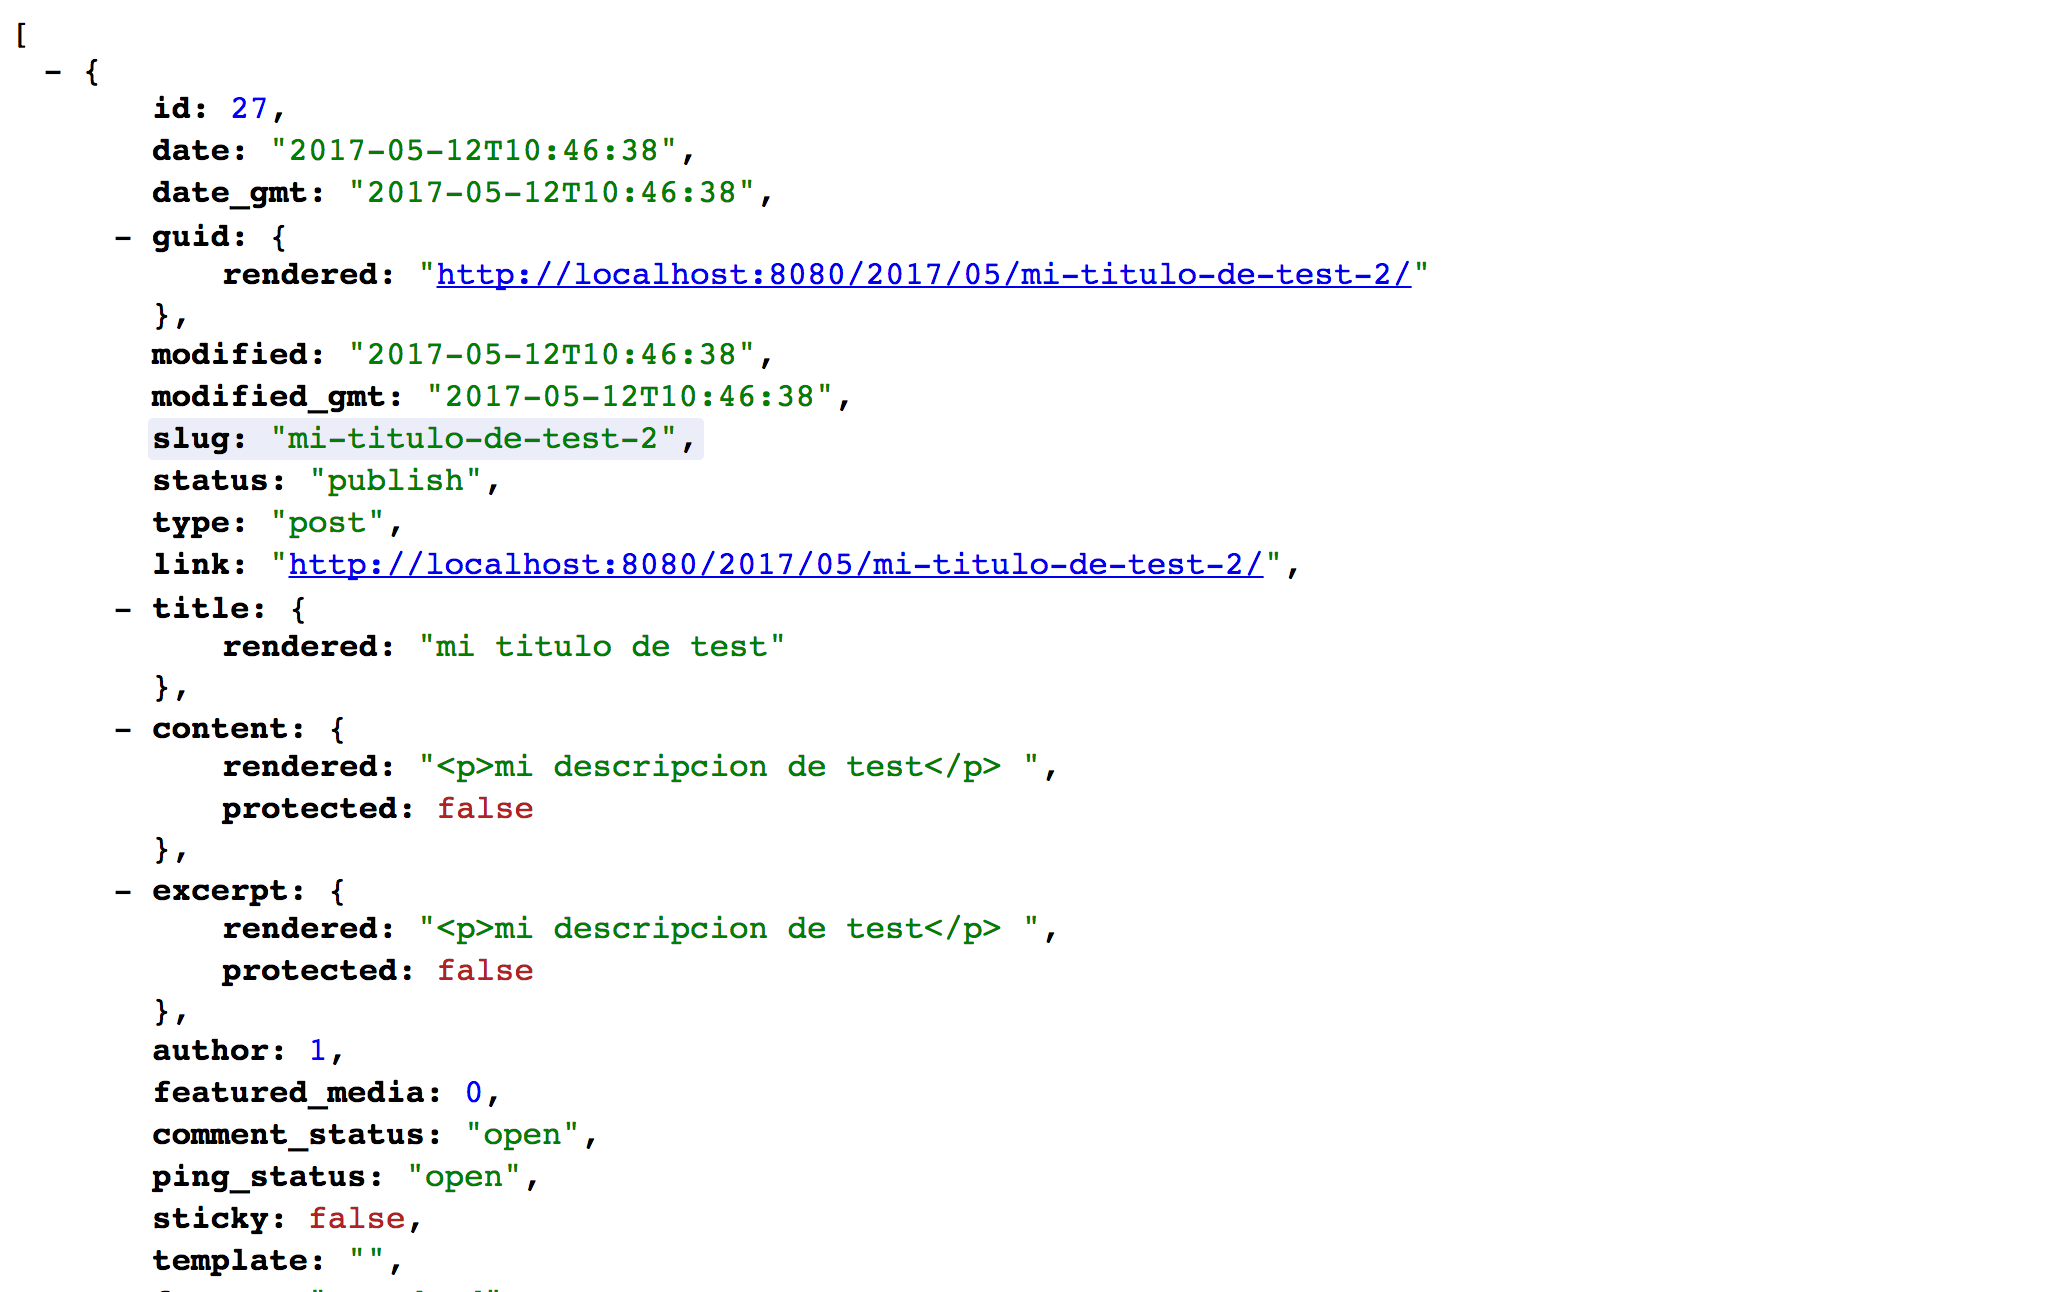 [
- {
id: 27,
date: "2017-05-12T10:46:38",
date_gmt: "2017-05-12T10:46:38",
- guid: {
rendered: "http://localhost:8080/2017/05/mi-titulo-de-test-2/"
},
modified: "2017-05-12T10:46:38",
modified_gmt: "2017-05-12T10:46:38",
slug: "mi-titulo-de-test-2",
status: "publish",
type: "post",
link: "http://localhost:8080/2017/05/mi-titulo-de-test-2/",
- title: {
rendered: "mi titulo de test"
},
- content: {
rendered: "<p>mi descripcion de test</p> ",
protected: false
},
- excerpt: {
rendered: "<p>mi descripcion de test</p> ",
protected: false
},
author: 1,
featured_media: 0,
comment_status: "open",
ping_status: "open",
sticky: false,
template: "",